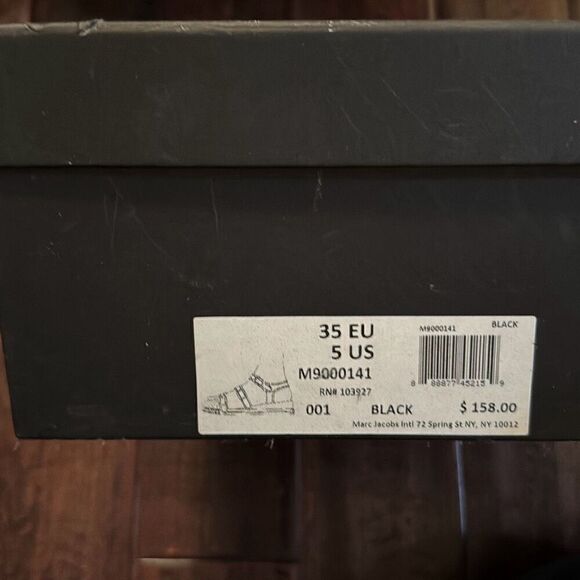 35 EU
5 US
M9000141
RN# 103927
001 BLACK $ 158.00
Marc Jacobs Intl 72 Spring St NY, NY 10012
M9000141 BLACK
8 88877 45215 9